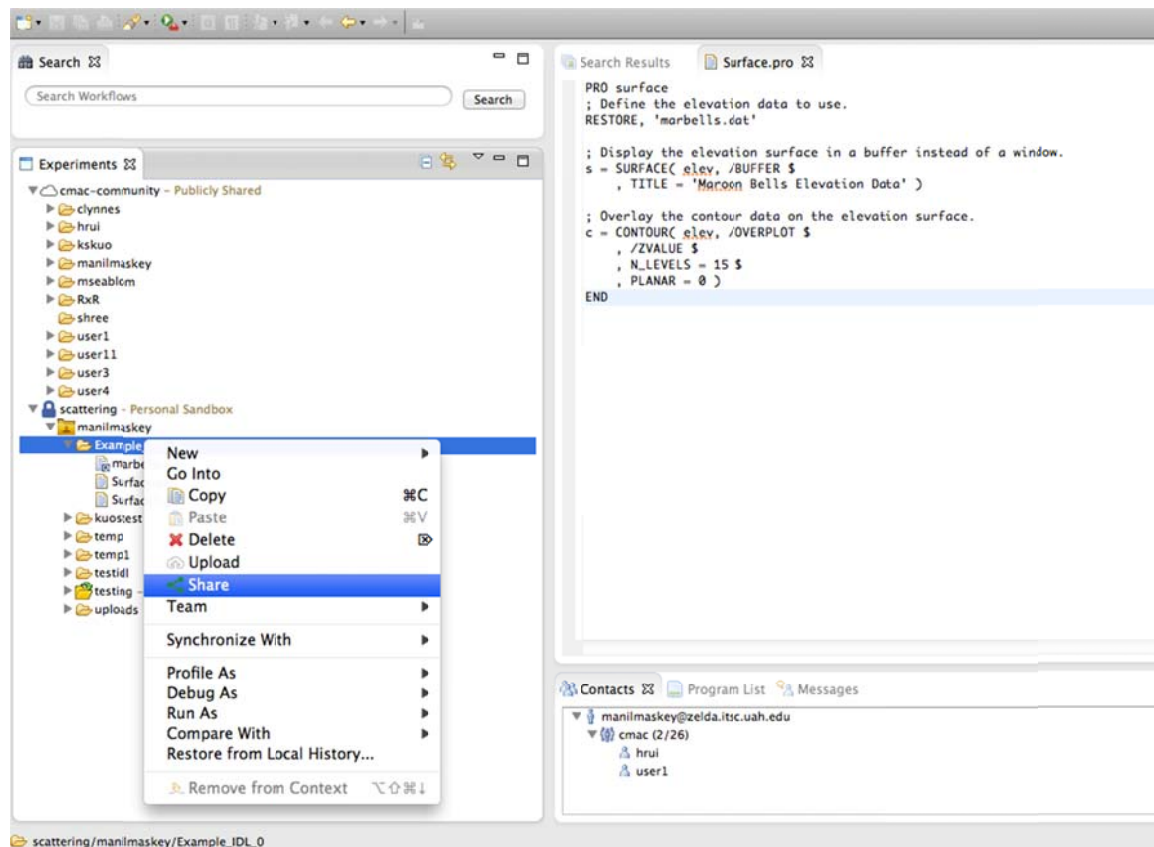 Search
Search Workflows
Search
Experiments
cmac-community - Publicly Shared
clynnes
hrui
kskuo
manilmaskey
mseablom
RxR
shree
user1
user11
user3
user4
scattering - Personal Sandbox
manilmaskey
Example
marbe
Surfac
Surfac
kuostest
temp
temp1
testidl
testing -
uploads
New
Go Into
Copy ⌘C
Paste ⌘V
Delete ⌦
Upload
Share
Team
Synchronize With
Profile As
Debug As
Run As
Compare With
Restore from Local History...
Remove from Context ⌥⇧⌘↓
Search Results
Surface.pro
PRO surface
; Define the elevation data to use.
RESTORE, 'marbells.dat'
; Display the elevation surface in a buffer instead of a window.
s = SURFACE( elev, /BUFFER $
, TITLE = 'Maroon Bells Elevation Data' )
; Overlay the contour data on the elevation surface.
c = CONTOUR( elev, /OVERPLOT $
, /ZVALUE $
, N_LEVELS = 15 $
, PLANAR = 0 )
END
Contacts
Program List
Messages
manilmaskey@zelda.itsc.uah.edu
cmac (2/26)
hrui
user1
scattering/manilmaskey/Example_IDL_0